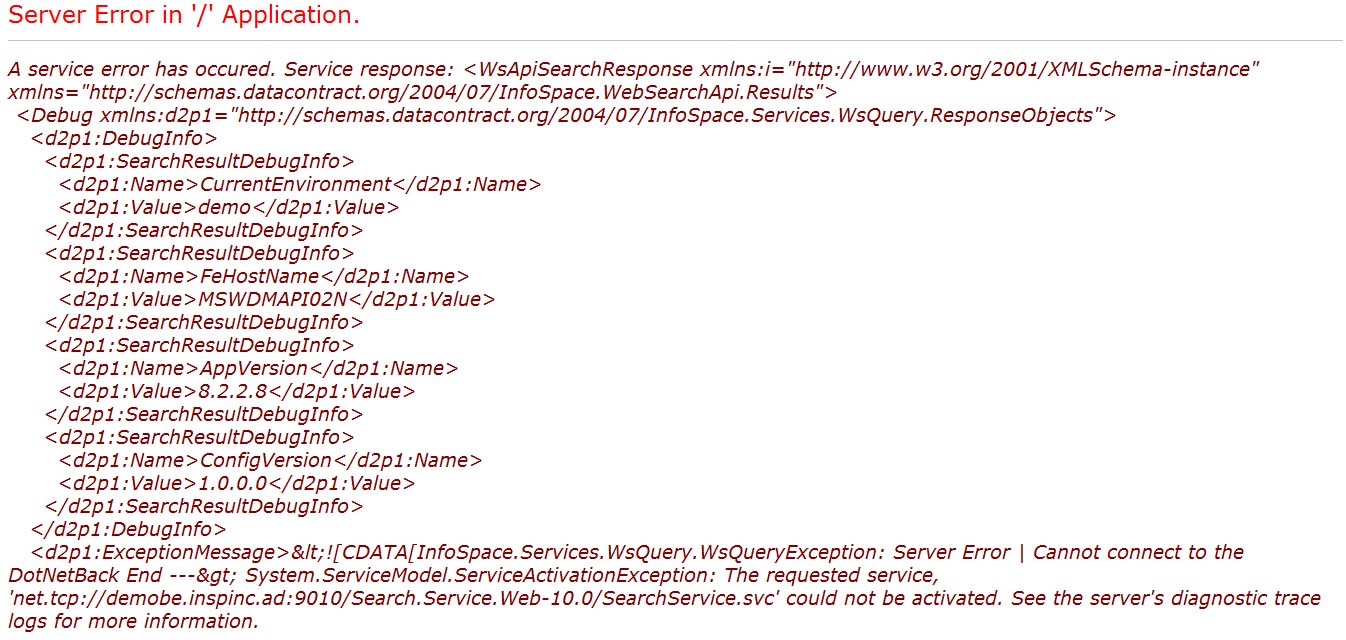 Server Error in '/' Application.
A service error has occured. Service response: <WsApiSearchResponse xmlns:i="http://www.w3.org/2001/XMLSchema-instance"
xmlns="http://schemas.datacontract.org/2004/07/InfoSpace.WebSearchApi.Results">
<Debug xmlns:d2p1="http://schemas.datacontract.org/2004/07/InfoSpace.Services.WsQuery.ResponseObjects">
<d2p1:DebugInfo>
<d2p1:SearchResultDebugInfo>
<d2p1:Name>CurrentEnvironment</d2p1:Name>
<d2p1:Value>demo</d2p1:Value>
</d2p1:SearchResultDebugInfo>
<d2p1:SearchResultDebugInfo>
<d2p1:Name>FeHostName</d2p1:Name>
<d2p1:Value>MSWDMAPI02N</d2p1:Value>
</d2p1:SearchResultDebugInfo>
<d2p1:SearchResultDebugInfo>
<d2p1:Name>AppVersion</d2p1:Name>
<d2p1:Value>8.2.2.8</d2p1:Value>
</d2p1:SearchResultDebugInfo>
<d2p1:SearchResultDebugInfo>
<d2p1:Name>ConfigVersion</d2p1:Name>
<d2p1:Value>1.0.0.0</d2p1:Value>
</d2p1:SearchResultDebugInfo>
</d2p1:DebugInfo>
<d2p1:ExceptionMessage>&lt;![CDATA[InfoSpace.Services.WsQuery.WsQueryException: Server Error | Cannot connect to the
DotNetBack End ---&gt; System.ServiceModel.ServiceActivationException: The requested service,
'net.tcp://demobe.inspinc.ad:9010/Search.Service.Web-10.0/SearchService.svc' could not be activated. See the server's diagnostic trace
logs for more information.